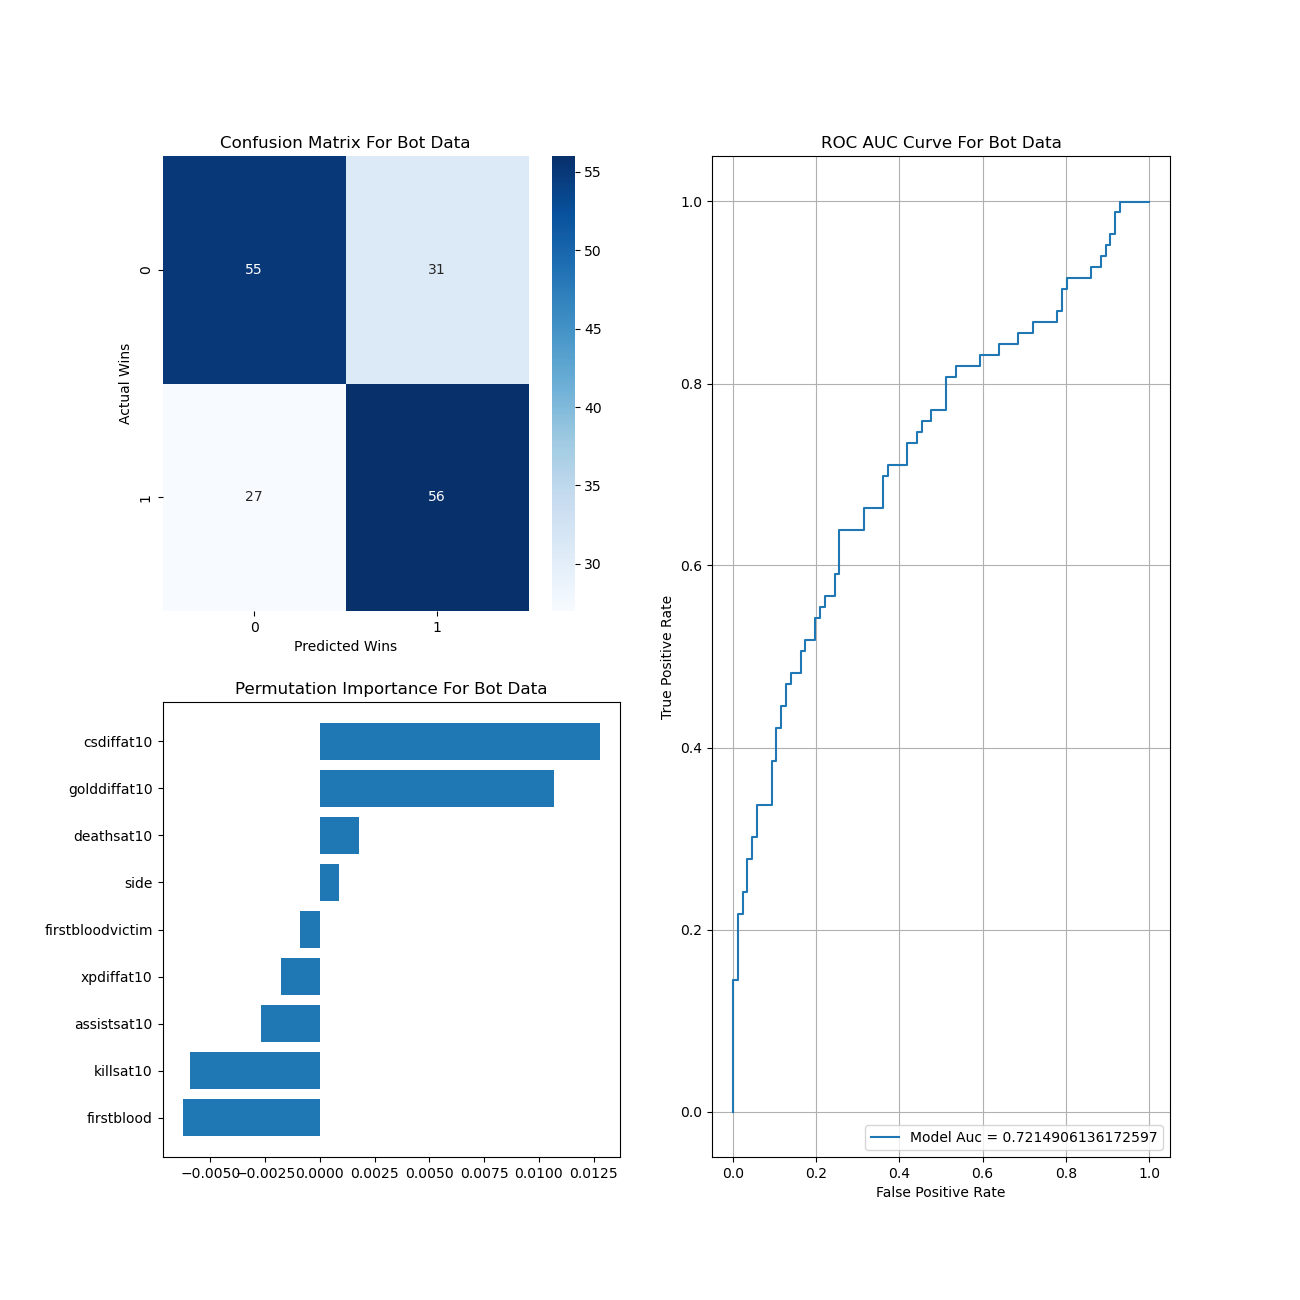 Confusion Matrix For Bot Data
55
31
27
56
0
1
Actual Wins
0
1
Predicted Wins
55
50
45
40
35
30
Permutation Importance For Bot Data
csdiffat10
golddiffat10
deathsat10
side
firstbloodvictim
xpdiffat10
assistsat10
killsat10
firstblood
−0.0050 −0.0025 0.0000 0.0025 0.0050 0.0075 0.0100 0.0125
ROC AUC Curve For Bot Data
1.0
0.8
0.6
0.4
0.2
0.0
True Positive Rate
Model Auc = 0.7214906136172597
0.0 0.2 0.4 0.6 0.8 1.0
False Positive Rate